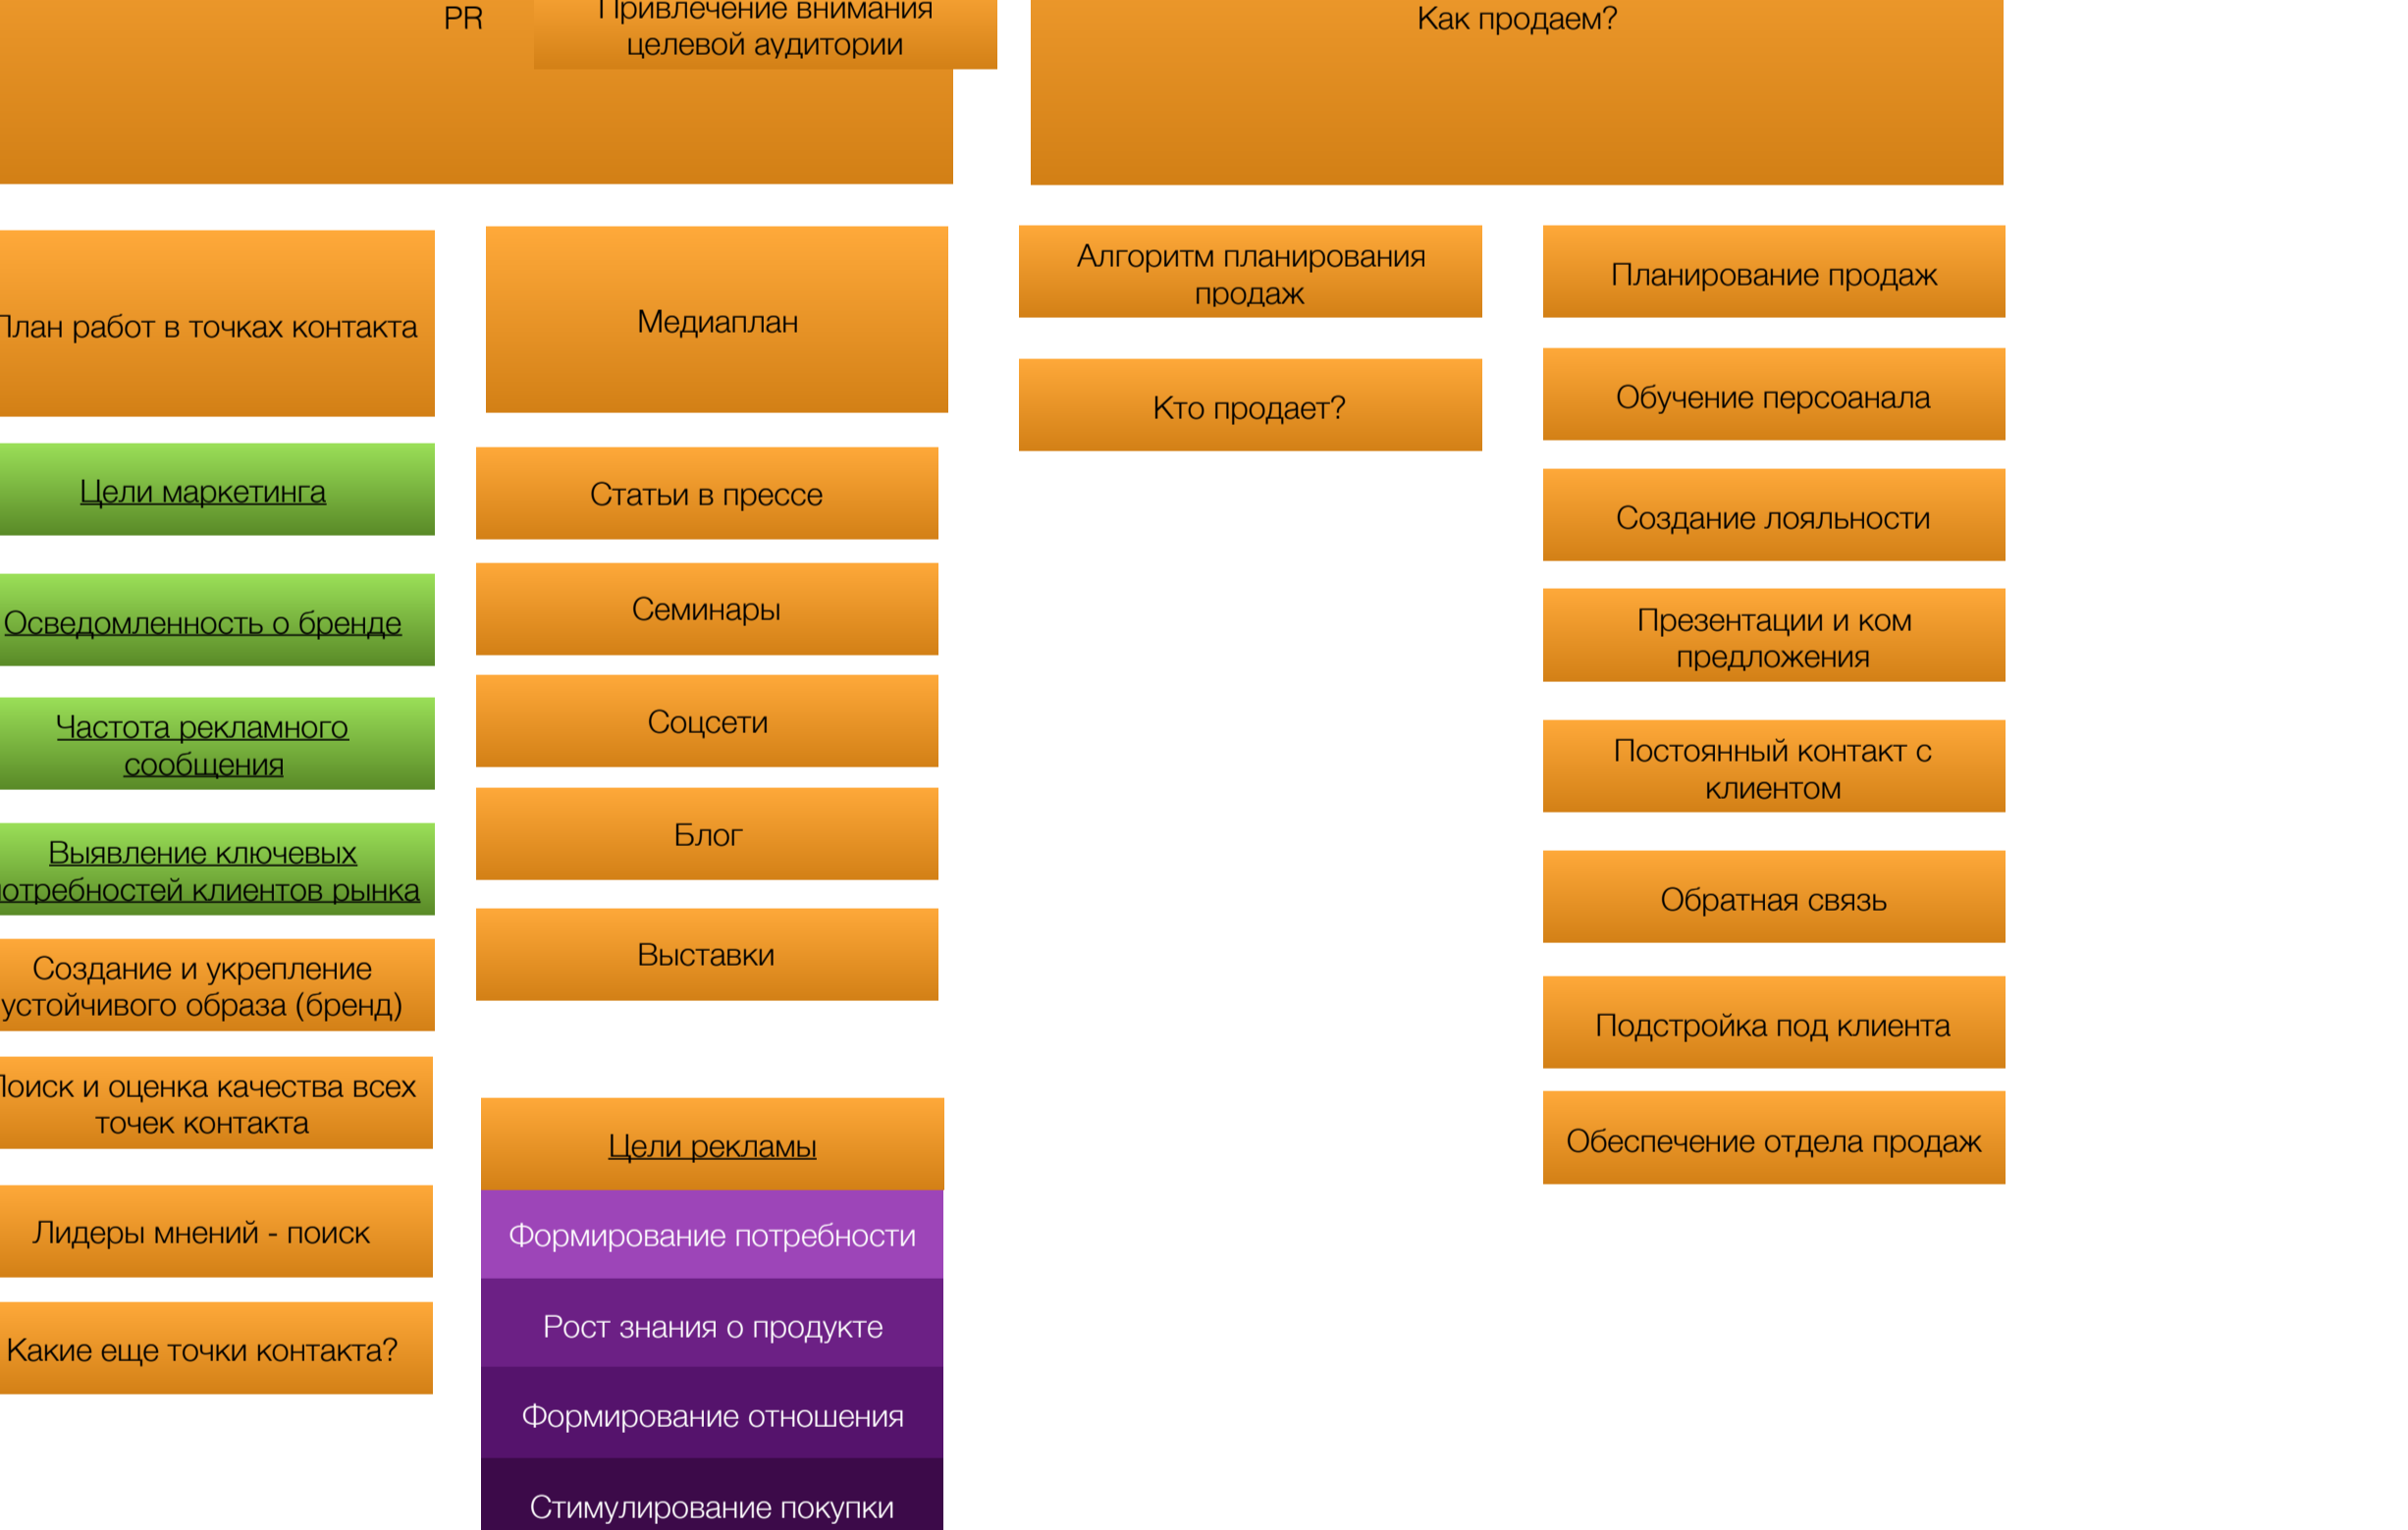 PR
Привлечение внимания
целевой аудитории
Как продаем?
План работ в точках контакта
Цели маркетинга
Осведомленность о бренде
Частота рекламного
сообщения
Выявление ключевых
потребностей клиентов рынка
Создание и укрепление
устойчивого образа (бренд)
Поиск и оценка качества всех
точек контакта
Лидеры мнений - поиск
Какие еще точки контакта?
Медиаплан
Статьи в прессе
Семинары
Соцсети
Блог
Выставки
Цели рекламы
Формирование потребности
Рост знания о продукте
Формирование отношения
Стимулирование покупки
Алгоритм планирования
продаж
Кто продает?
Планирование продаж
Обучение персоанала
Создание лояльности
Презентации и ком
предложения
Постоянный контакт с
клиентом
Обратная связь
Подстройка под клиента
Обеспечение отдела продаж